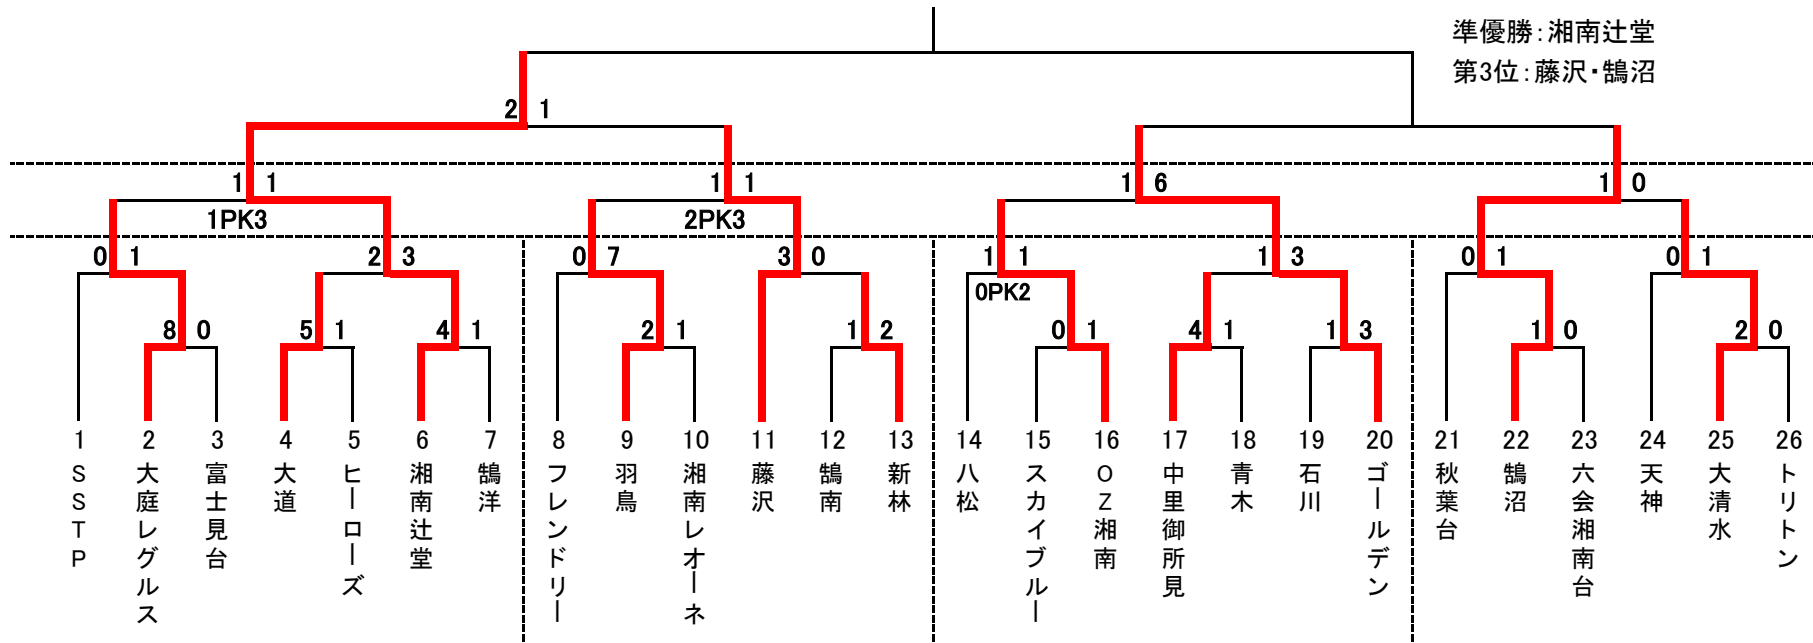 準優勝:湘南辻堂
第3位:藤沢・鵠沼
2 1
1 1 1 1 1 6 1 0
1PK3 2PK3
0 1 2 3 0 7 3 0 1 1 1 3 0 1 0 1
0PK2
8 0 5 1 4 1 2 1 1 2 0 1 4 1 1 3 1 0 2 0
1 2 3 4 5 6 7 8 9 10 11 12 13 14 15 16 17 18 19 20 21 22 23 24 25 26
SSTP
大庭レグルス
富士見台
大道
ヒーローズ
湘南辻堂
鵠洋
フレンドリー
羽鳥
湘南レオーネ
藤沢
鵠南
新林
八松
スカイブルー
OZ湘南
中里御所見
青木
石川
ゴールデン
秋葉台
鵠沼
六会湘南台
天神
大清水
トリトン